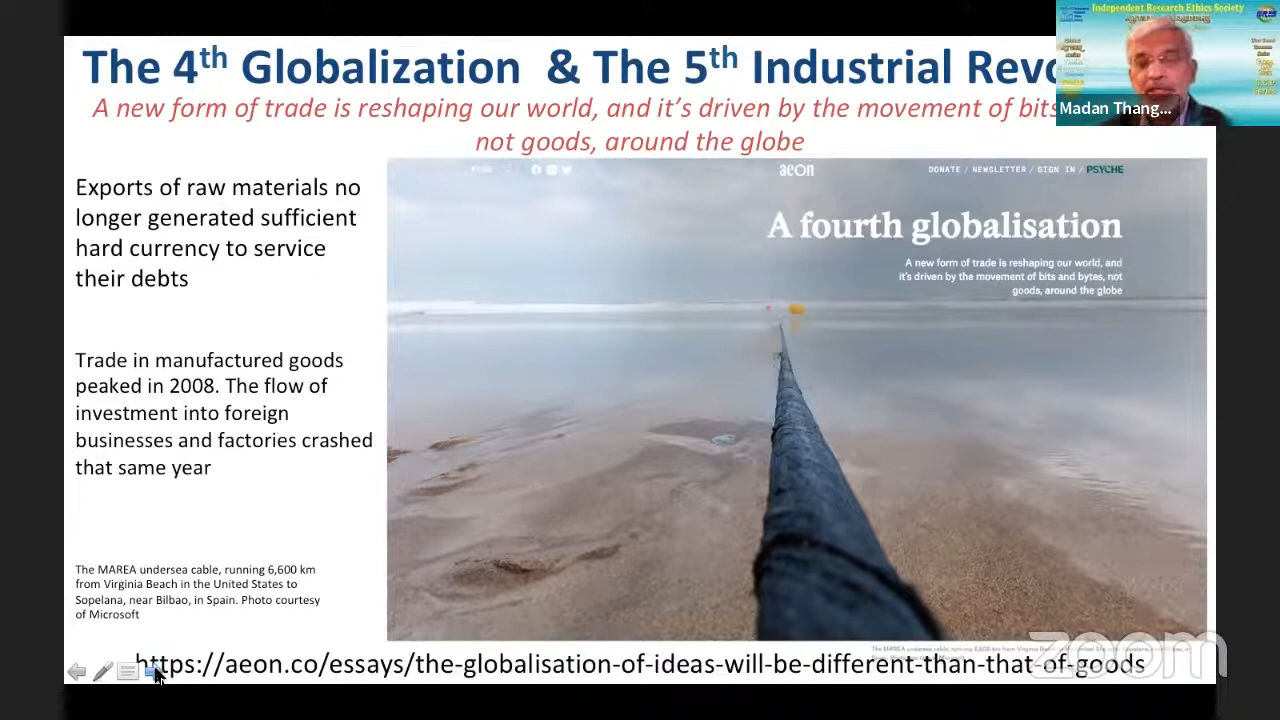 The 4th Globalization & The 5th Industrial Revo
A new form of trade is reshaping our world, and it's driven by the movement of bits
not goods, around the globe
Independent Research Ethics Society
Madan Thang...
Exports of raw materials no
longer generated sufficient
hard currency to service
their debts
Trade in manufactured goods
peaked in 2008. The flow of
investment into foreign
businesses and factories crashed
that same year
The MAREA undersea cable, running 6,600 km
from Virginia Beach in the United States to
Sopelana, near Bilbao, in Spain. Photo courtesy
of Microsoft
aeon
DONATE / NEWSLETTER / SIGN IN / PSYCHE
A fourth globalisation
A new form of trade is reshaping our world, and
it's driven by the movement of bits and bytes, not
goods, around the globe
https://aeon.co/essays/the-globalisation-of-ideas-will-be-different-than-that-of-goods
zoom